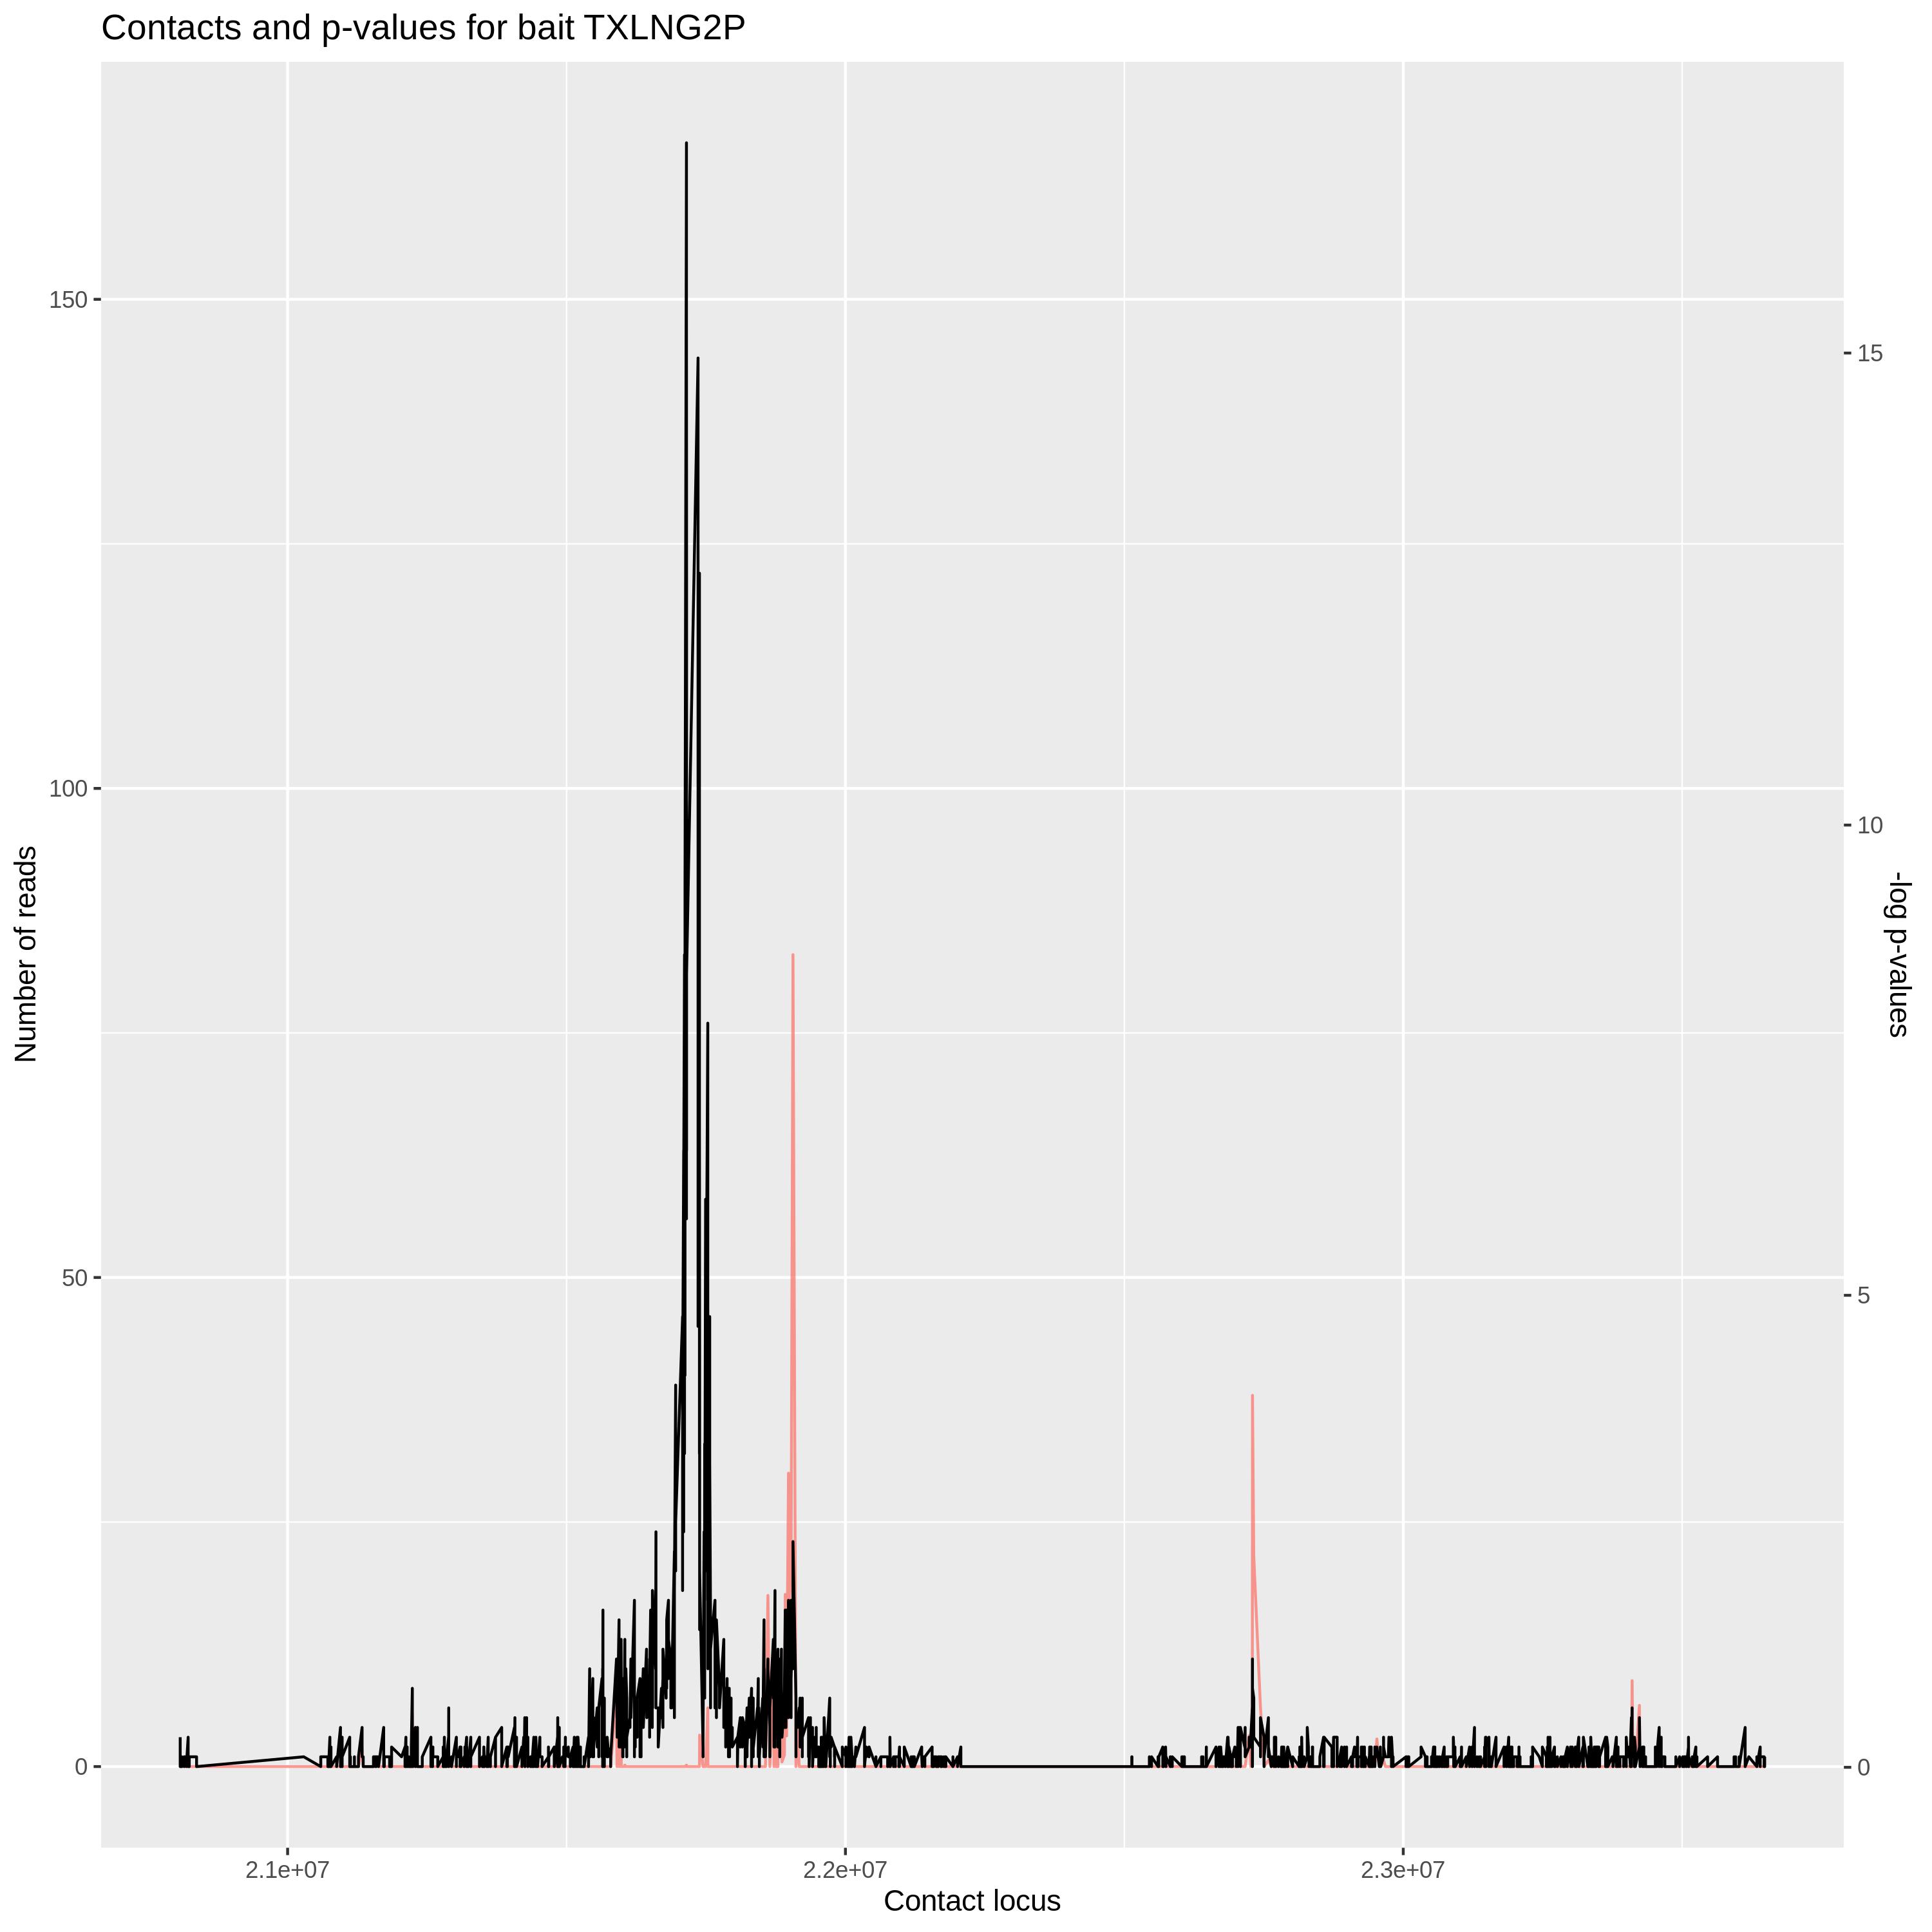 Contacts and p-values for bait TXLNG2P
150
100
50
0
Number of reads
15
10
5
0
-log p-values
2.1e+07
2.2e+07
2.3e+07
Contact locus